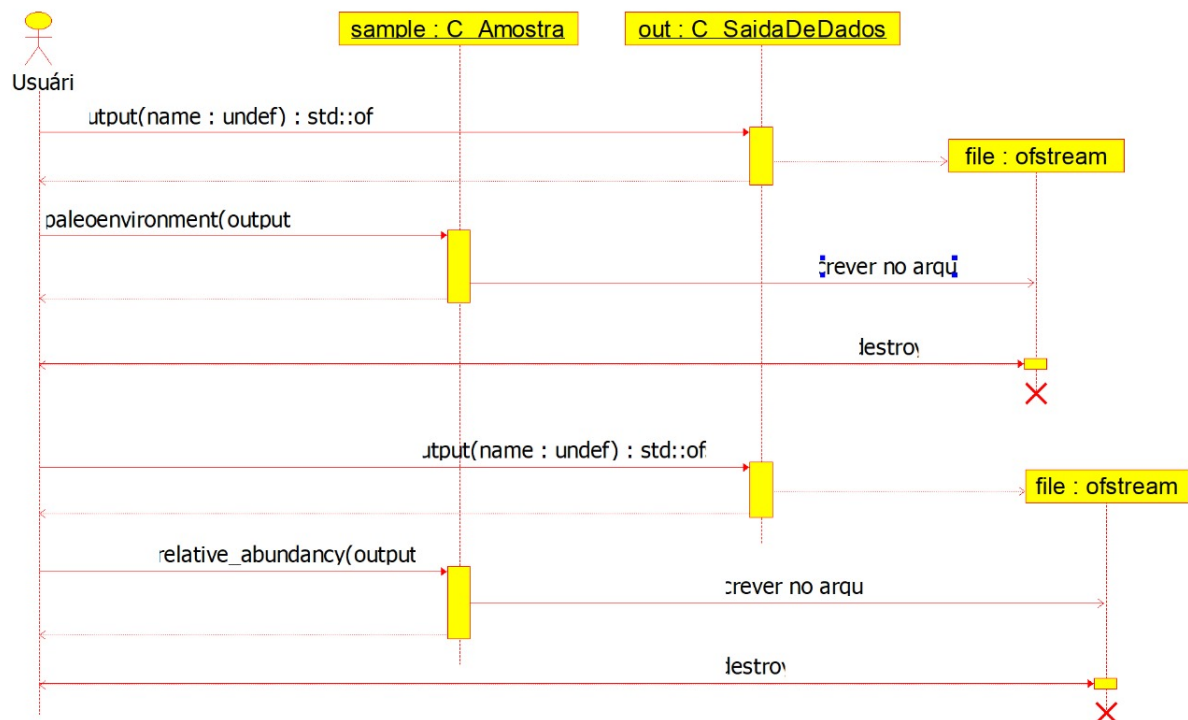 sample : C_Amostra
out : C_SaidaDeDados
Usuári
utput(name : undef) : std::of
file : ofstream
paleoenvironment(output
crever no arqu
destroy
utput(name : undef) : std::of
file : ofstream
relative_abundancy(output
crever no arqu
destroy